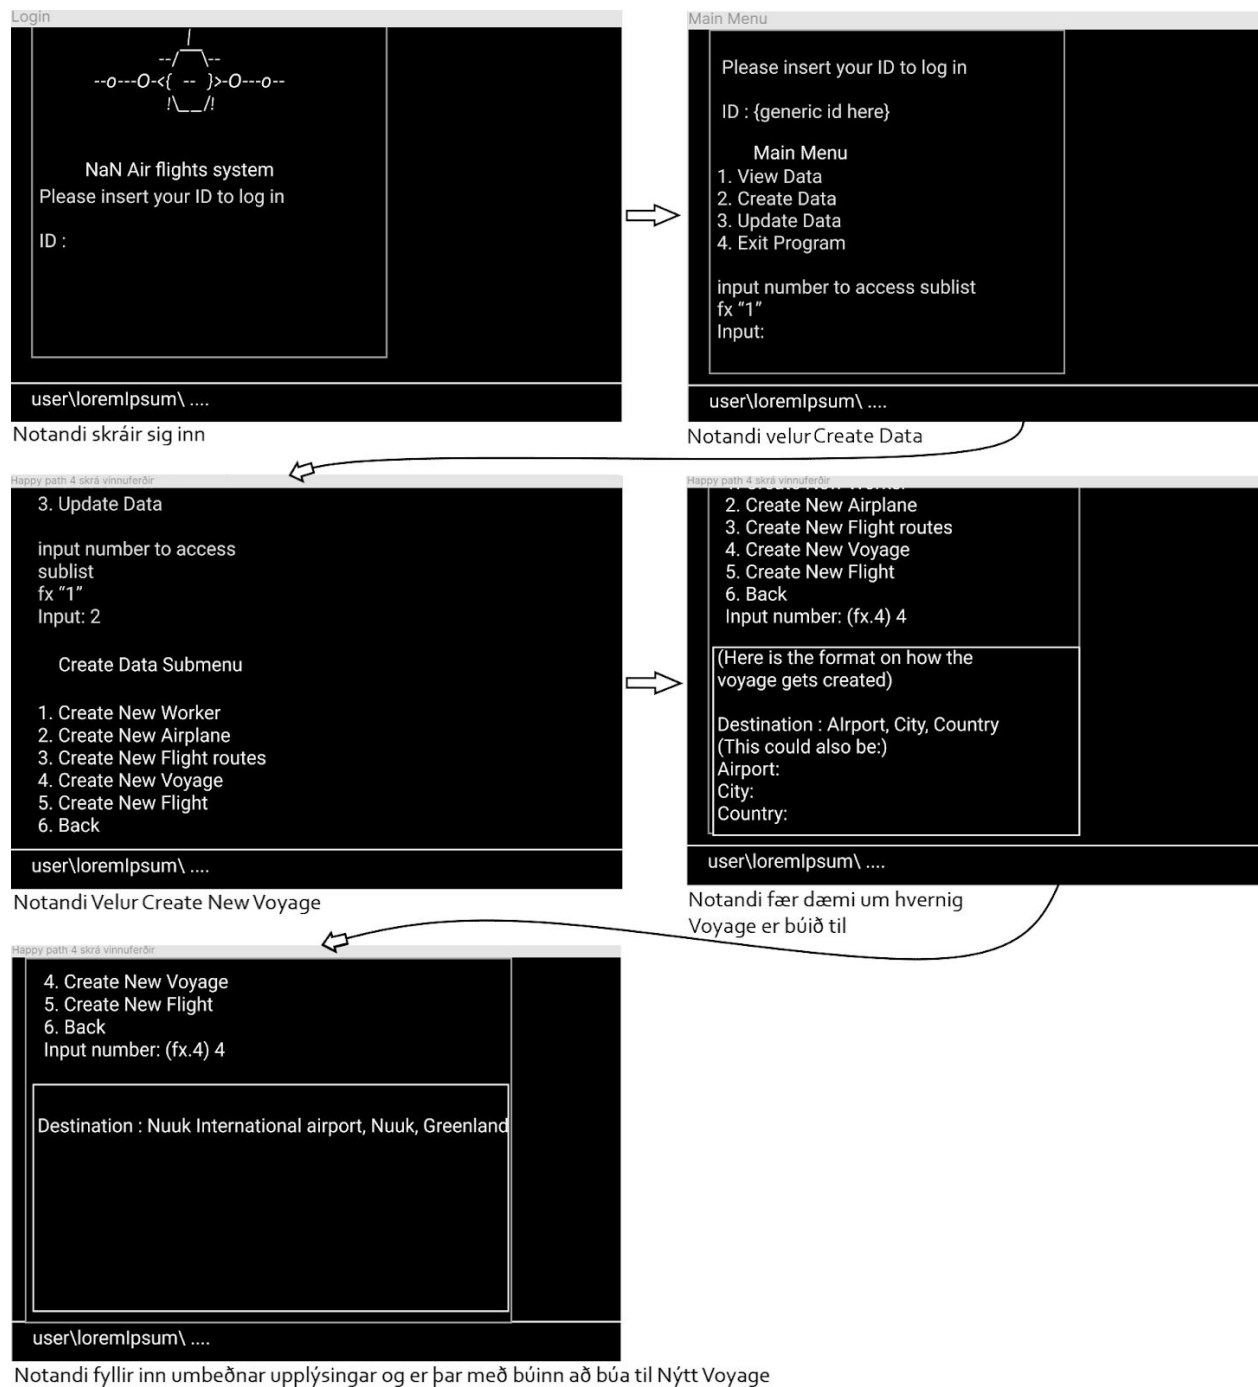 Login
NaN Air flights system
Please insert your ID to log in
ID :
user\loremIpsum\ ....
Notandi skráir sig inn
Main Menu
Please insert your ID to log in
ID : {generic id here}
Main Menu
1. View Data
2. Create Data
3. Update Data
4. Exit Program
input number to access sublist
fx “1”
Input:
user\loremIpsum\ ....
Notandi velur Create Data
Happy path 4 skrá vinnuferðir
3. Update Data
input number to access
sublist
fx “1”
Input: 2
Create Data Submenu
1. Create New Worker
2. Create New Airplane
3. Create New Flight routes
4. Create New Voyage
5. Create New Flight
6. Back
user\loremIpsum\ ....
Notandi Velur Create New Voyage
Happy path 4 skrá vinnuferðir
1. Create New Worker
2. Create New Airplane
3. Create New Flight routes
4. Create New Voyage
5. Create New Flight
6. Back
Input number: (fx.4) 4
(Here is the format on how the
voyage gets created)
Destination : AIrport, City, Country
(This could also be:)
Airport:
City:
Country:
user\loremIpsum\ ....
Notandi fær dæmi um hvernig
Voyage er búið til
Happy path 4 skrá vinnuferðir
4. Create New Voyage
5. Create New Flight
6. Back
Input number: (fx.4) 4
Destination : Nuuk International airport, Nuuk, Greenland
user\loremIpsum\ ....
Notandi fyllir inn umbeðnar upplýsingar og er þar með búinn að búa til Nýtt Voyage